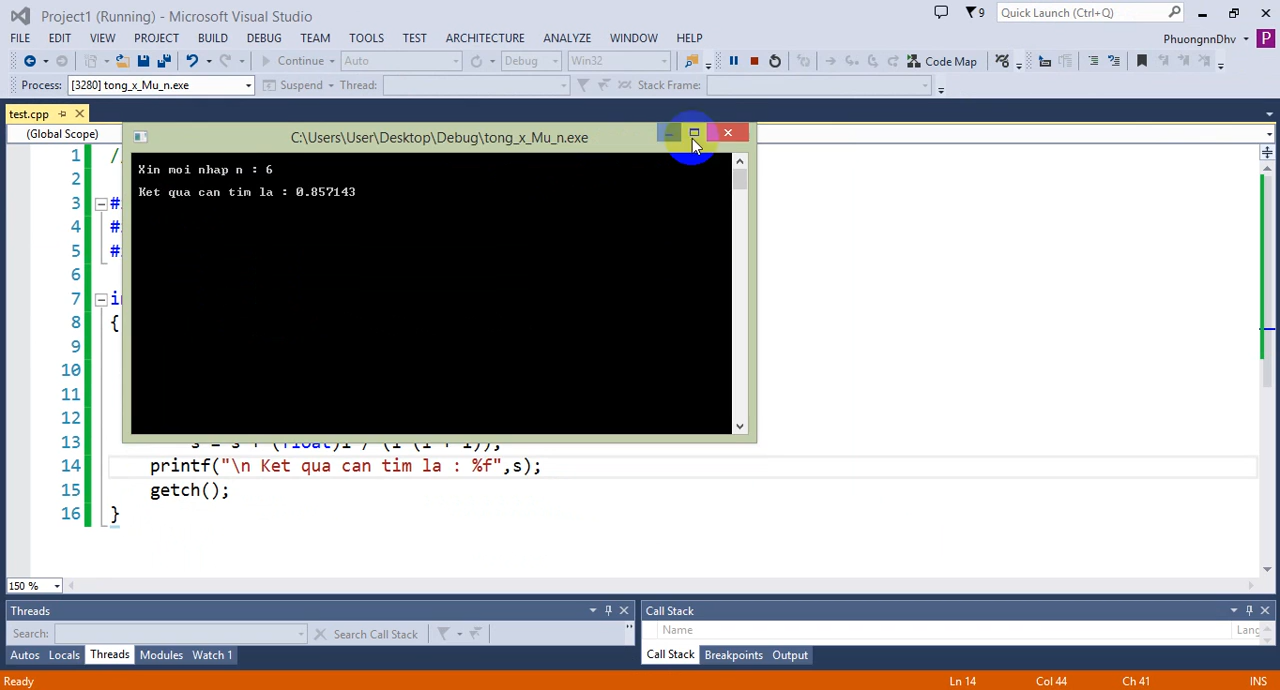 Project1 (Running) - Microsoft Visual Studio
9
Quick Launch (Ctrl+Q)
FILE EDIT VIEW PROJECT BUILD DEBUG TEAM TOOLS TEST ARCHITECTURE ANALYZE WINDOW HELP
PhuongnnDhv P
Continue Auto Debug Win32 Code Map
Process: [3280] tong_x_Mu_n.exe Suspend Thread: Stack Frame:
test.cpp
(Global Scope)
C:\Users\User\Desktop\Debug\tong_x_Mu_n.exe
Xin moi nhap n : 6
Ket qua can tim la : 0.857143
1 /
2
3 #
4 #
5 #
6
7 i
8 {
9
10
11
12
13
14 printf("\n Ket qua can tim la : %f",s);
15 getch();
16 }
150 %
Threads
Search: Search Call Stack "
Autos Locals Threads Modules Watch 1
Call Stack
Name Lang
Call Stack Breakpoints Output
Ready Ln 14 Col 44 Ch 41 INS